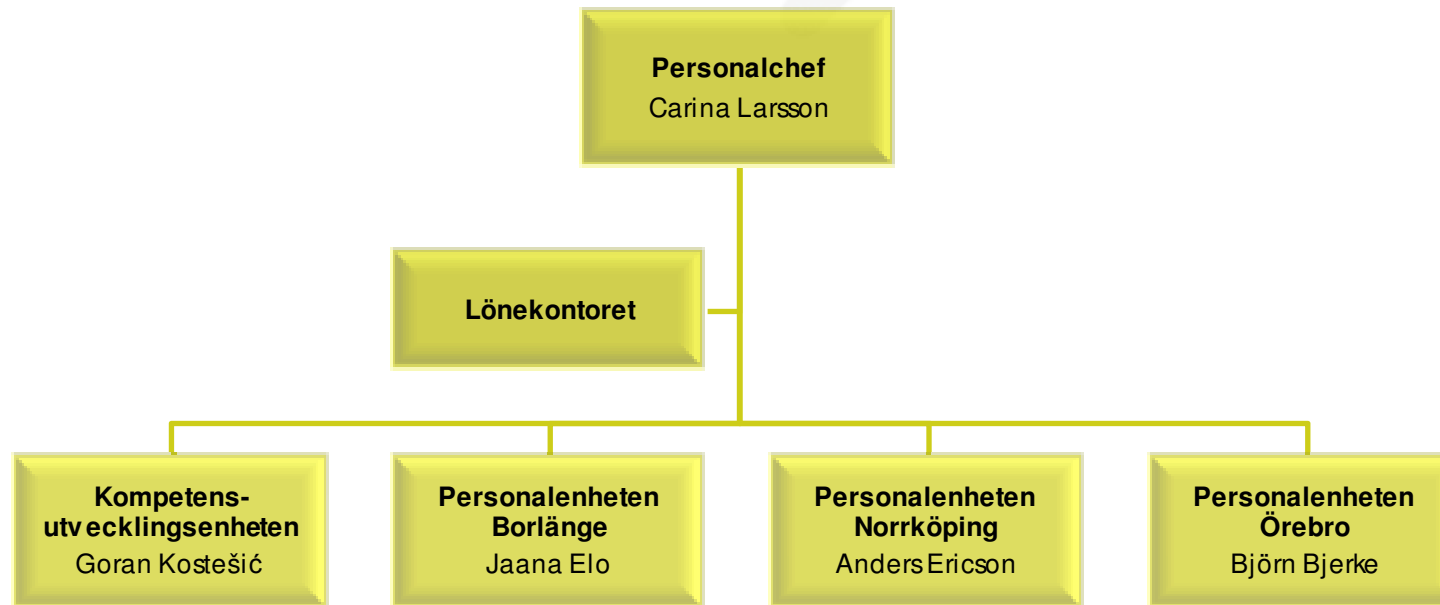 Personalchef
Carina Larsson
Lönekontoret
Kompetens-
utvecklingsenheten
Goran Kostešić
Personalenheten
Borlänge
Jaana Elo
Personalenheten
Norrköping
Anders Ericson
Personalenheten
Örebro
Björn Bjerke